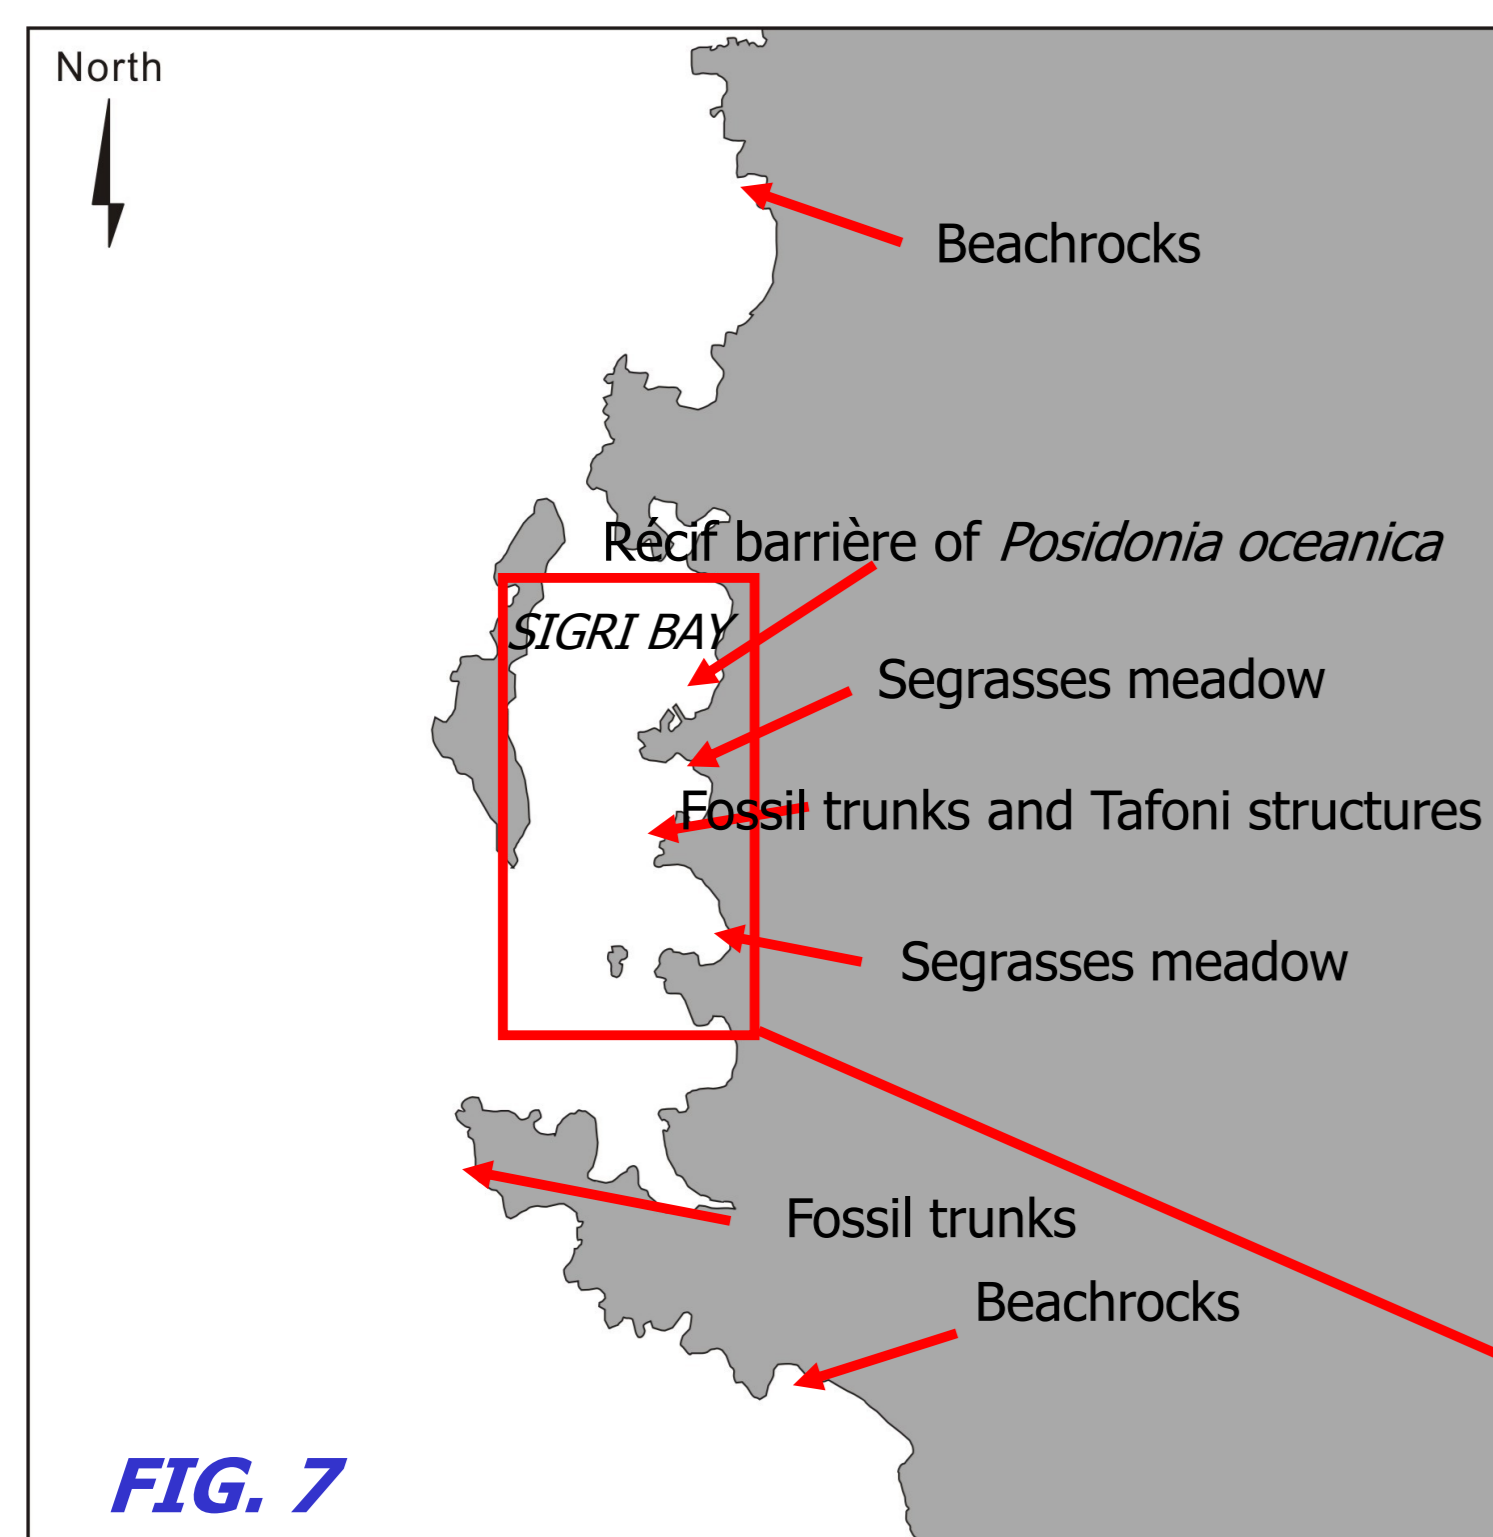 North
Beachrocks
Récif barrière of Posidonia oceanica
SIGRI BAY
Segrasses meadow
Fossil trunks and Tafoni structures
Segrasses meadow
Fossil trunks
Beachrocks
FIG. 7